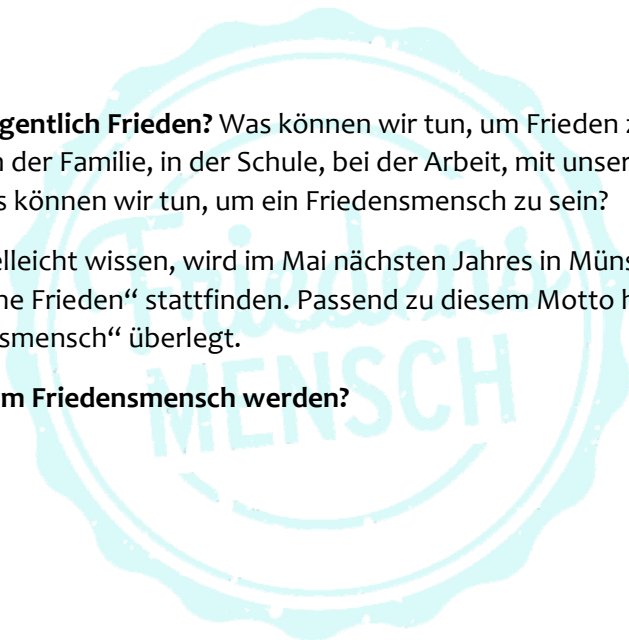 gentlich Frieden? Was können wir tun, um Frieden z
n der Familie, in der Schule, bei der Arbeit, mit unser
s können wir tun, um ein Friedensmensch zu sein?
elleicht wissen, wird im Mai nächsten Jahres in Müns
he Frieden“ stattfinden. Passend zu diesem Motto h
smensch“ überlegt.
m Friedensmensch werden?
Friedens
MENSCH